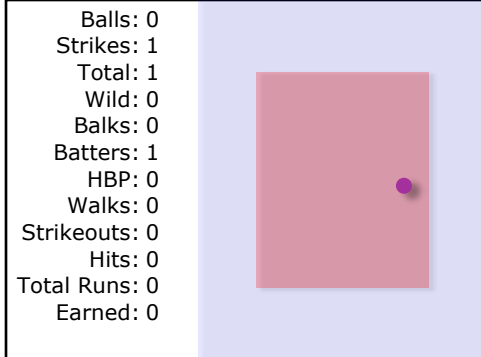 Balls: 0
Strikes: 1
Total: 1
Wild: 0
Balks: 0
Batters: 1
HBP: 0
Walks: 0
Strikeouts: 0
Hits: 0
Total Runs: 0
Earned: 0